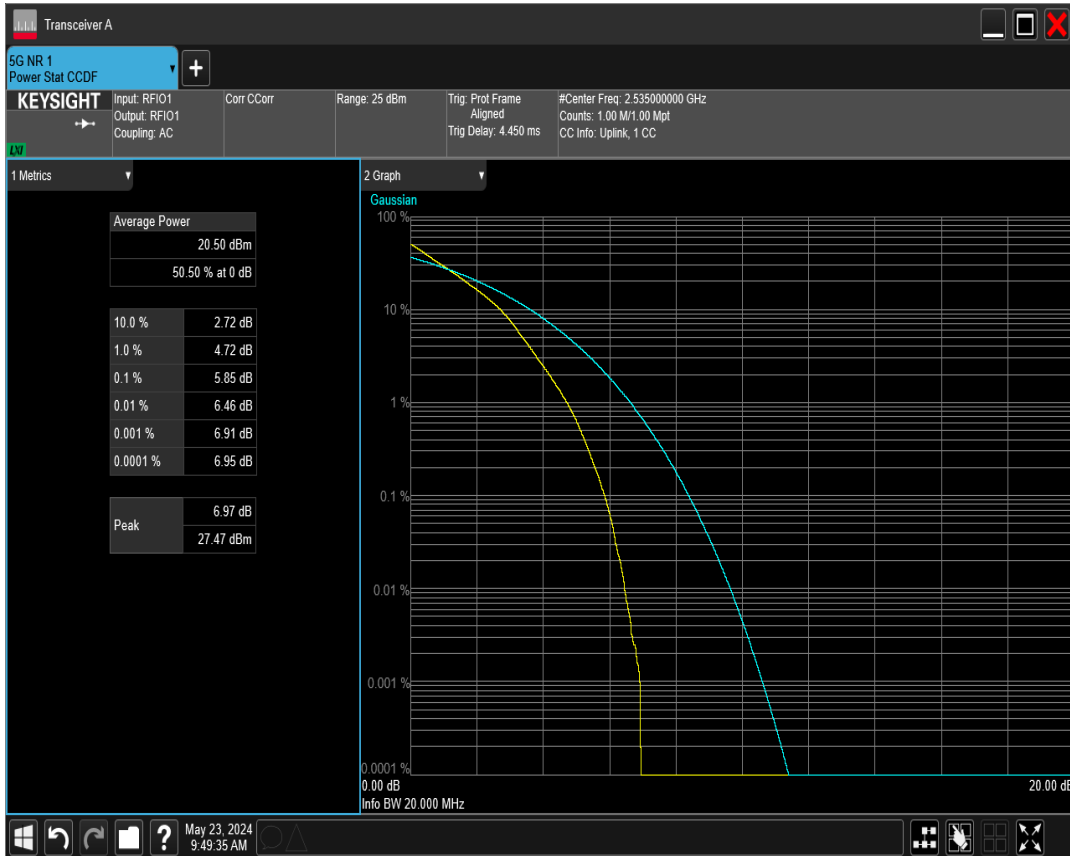 Transceiver A
5G NR 1
Power Stat CCDF
KEYSIGHT
LXI
Input: RFIO1
Output: RFIO1
Coupling: AC
Corr CCorr
Range: 25 dBm
Trig: Prot Frame
Aligned
Trig Delay: 4.450 ms
#Center Freq: 2.535000000 GHz
Counts: 1.00 M/1.00 Mpt
CC Info: Uplink, 1 CC
1 Metrics
Average Power
20.50 dBm
50.50 % at 0 dB
10.0 % 2.72 dB
1.0 % 4.72 dB
0.1 % 5.85 dB
0.01 % 6.46 dB
0.001 % 6.91 dB
0.0001 % 6.95 dB
Peak
6.97 dB
27.47 dBm
2 Graph
Gaussian
100 %
10 %
1 %
0.1 %
0.01 %
0.001 %
0.0001 %
0.00 dB 20.00 dB
Info BW 20.000 MHz
May 23, 2024
9:49:35 AM